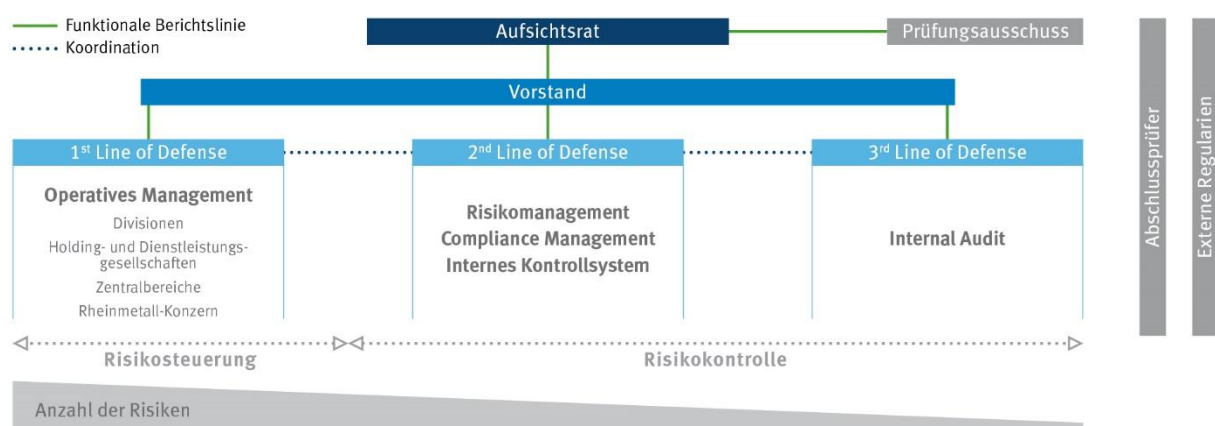 Funktionale Berichtslinie
Koordination
Aufsichtsrat
Prüfungsausschuss
Vorstand
1st Line of Defense
2nd Line of Defense
3rd Line of Defense
Operatives Management
Divisionen
Holding- und Dienstleistungs-
gesellschaften
Zentralbereiche
Rheinmetall-Konzern
Risikomanagement
Compliance Management
Internes Kontrollsystem
Internal Audit
Risikosteuerung
Risikokontrolle
Anzahl der Risiken
Abschlussprüfer
Externe Regularien